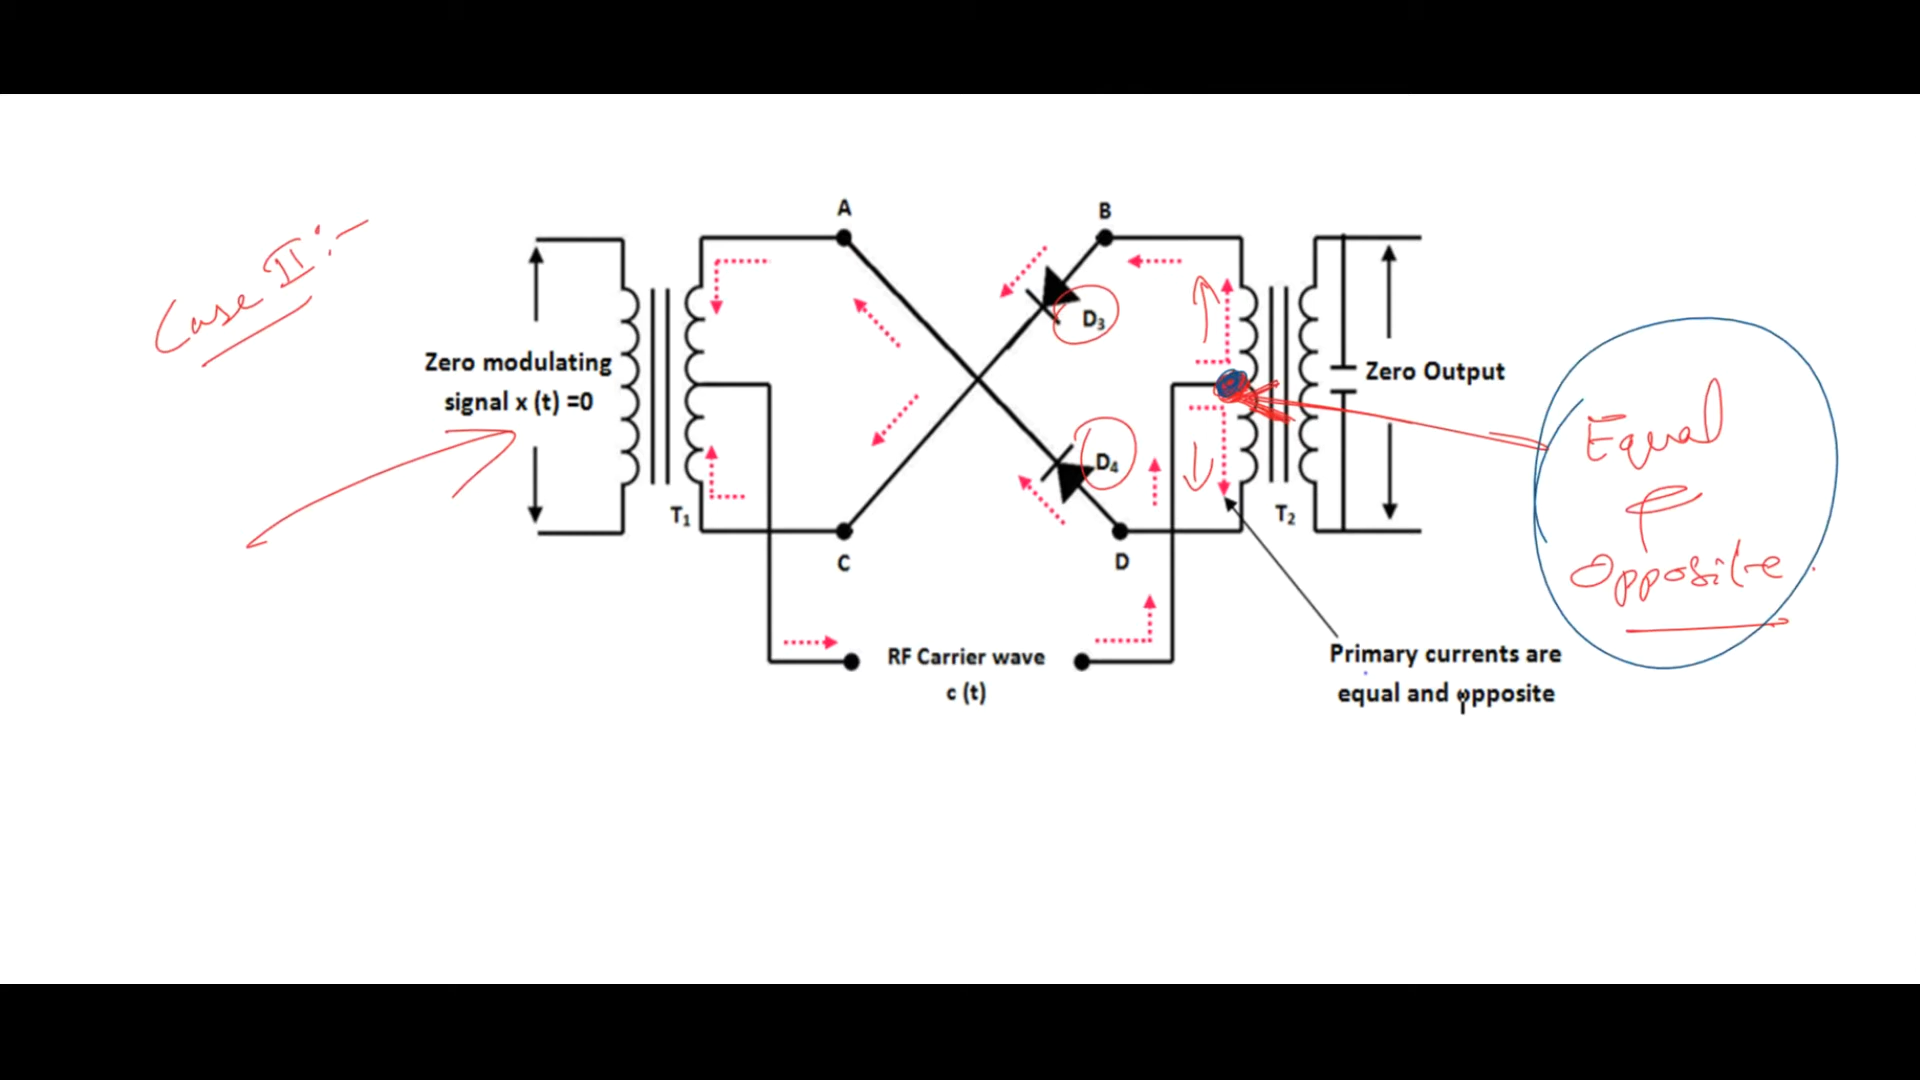 Case II :-
A
B
D₃
Zero modulating
signal x (t) =0
Zero Output
Equal
&
opposite
D₄
T₁
T₂
C
D
RF Carrier wave
c (t)
Primary currents are
equal and opposite